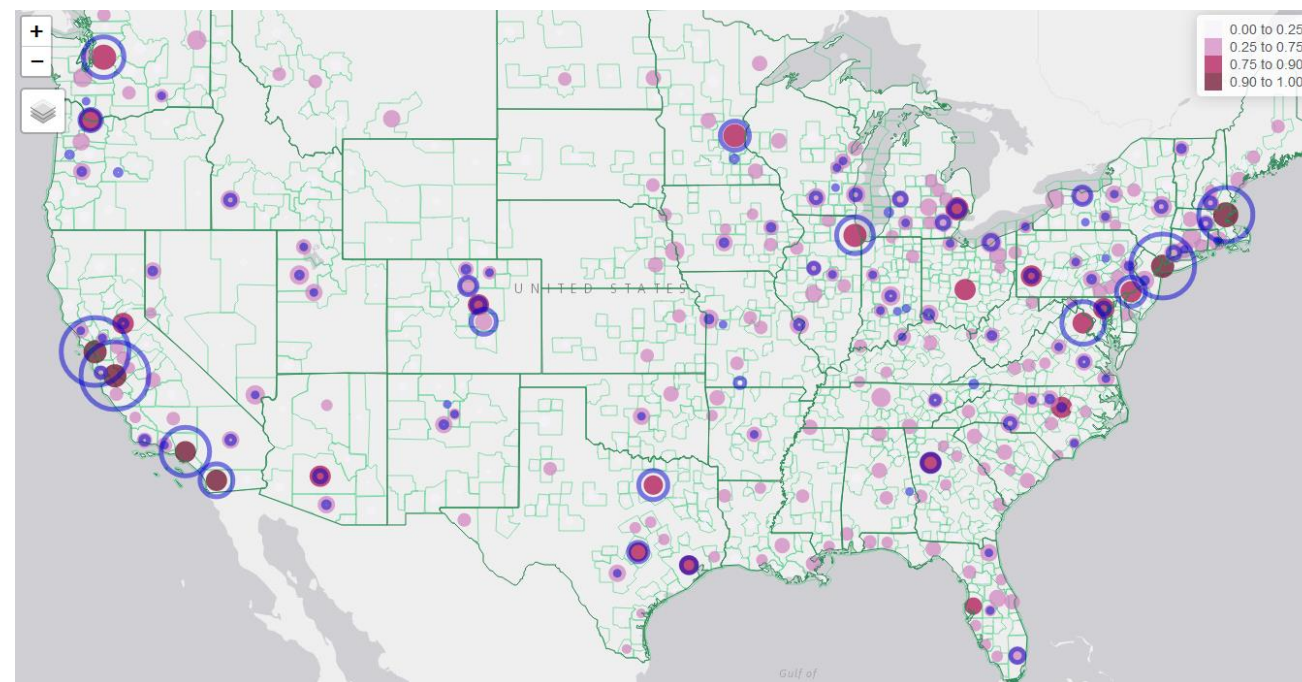 +
−
0.00 to 0.25
0.25 to 0.75
0.75 to 0.90
0.90 to 1.00
UNITED STATES
Gulf of